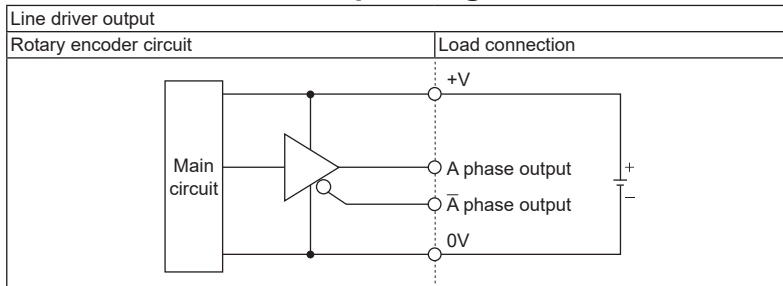 Line driver output
Rotary encoder circuit
Load connection
+V
Main
circuit
A phase output
+
A̅ phase output
−
0V